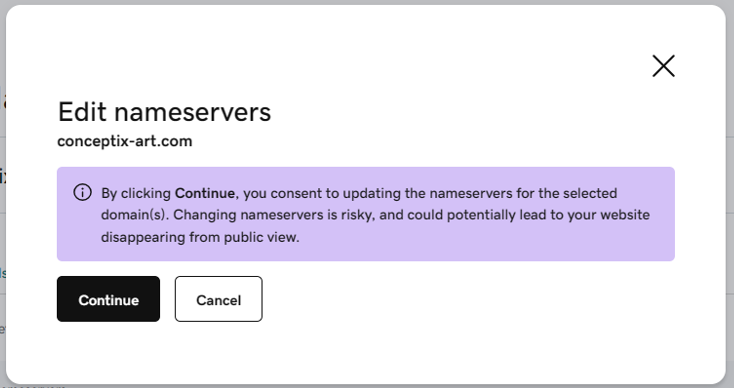 Edit nameservers
conceptix-art.com
By clicking Continue, you consent to updating the nameservers for the selected
domain(s). Changing nameservers is risky, and could potentially lead to your website
disappearing from public view.
Continue
Cancel